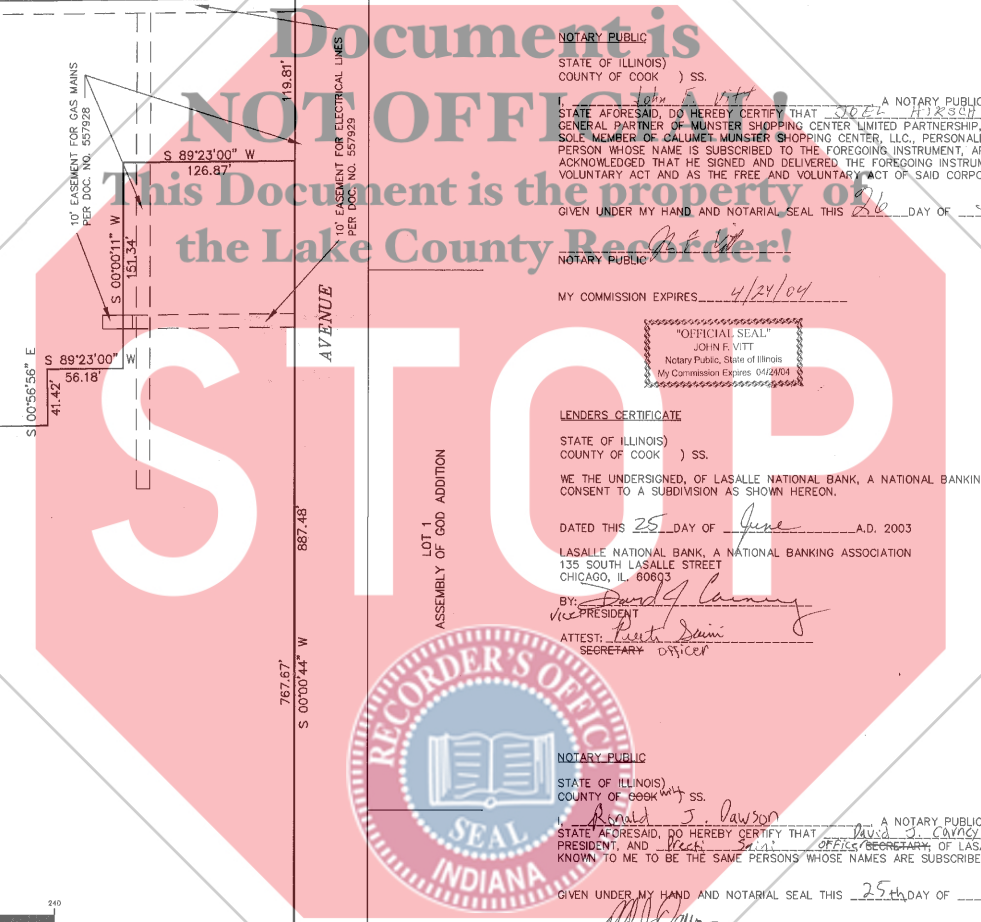 Document is
NOT OFFICIAL!
This Document is the property of
the Lake County Recorder!
STOP
10' EASEMENT FOR GAS MAINS
PER DOC. NO. 557928
10' EASEMENT FOR ELECTRICAL LINES
PER DOC. NO. 557929
119.81'
S 89°23'00" W
126.87'
S 00°00'11" W
151.34'
S 89°23'00" W
56.18'
S 00°56'56" E
41.42'
AVENUE
887.48'
767.67'
S 00°00'44" W
LOT 1
ASSEMBLY OF GOD ADDITION
240
NOTARY PUBLIC
STATE OF ILLINOIS)
COUNTY OF COOK ) SS.
I, John F Vitt A NOTARY PUBLIC
STATE AFORESAID, DO HEREBY CERTIFY THAT JOEL HIRSCH
GENERAL PARTNER OF MUNSTER SHOPPING CENTER LIMITED PARTNERSHIP,
SOLE MEMBER OF CALUMET MUNSTER SHOPPING CENTER, LLC., PERSONAL
PERSON WHOSE NAME IS SUBSCRIBED TO THE FOREGOING INSTRUMENT, AP
ACKNOWLEDGED THAT HE SIGNED AND DELIVERED THE FOREGOING INSTRUM
VOLUNTARY ACT AND AS THE FREE AND VOLUNTARY ACT OF SAID CORPO
GIVEN UNDER MY HAND AND NOTARIAL SEAL THIS 26 DAY OF
NOTARY PUBLIC
MY COMMISSION EXPIRES 4/24/04
"OFFICIAL SEAL"
JOHN F. VITT
Notary Public, State of Illinois
My Commission Expires 04/24/04
LENDERS CERTIFICATE
STATE OF ILLINOIS)
COUNTY OF COOK ) SS.
WE THE UNDERSIGNED, OF LASALLE NATIONAL BANK, A NATIONAL BANKIN
CONSENT TO A SUBDIVISION AS SHOWN HEREON.
DATED THIS 25 DAY OF June A.D. 2003
LASALLE NATIONAL BANK, A NATIONAL BANKING ASSOCIATION
135 SOUTH LASALLE STREET
CHICAGO, IL. 60603
BY: David J Carney
Vice PRESIDENT
ATTEST: Preeti Saini
SECRETARY Officer
RECORDER'S OFFICE
SEAL
INDIANA
NOTARY PUBLIC
STATE OF ILLINOIS)
COUNTY OF COOK Will SS.
I, Ronald J. Dawson A NOTARY PUBLIC
STATE AFORESAID, DO HEREBY CERTIFY THAT David J. Carney
PRESIDENT, AND Preeti Saini Officer SECRETARY, OF LAS
KNOWN TO ME TO BE THE SAME PERSONS WHOSE NAMES ARE SUBSCRIBE
GIVEN UNDER MY HAND AND NOTARIAL SEAL THIS 25th DAY OF